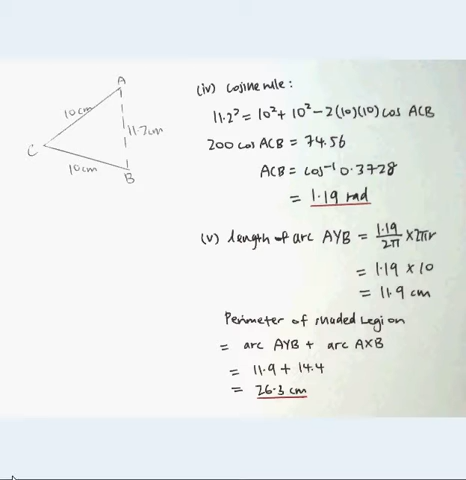 A
10cm
11.2cm
C
10cm
B
(iv) Cosine rule:
11.2² = 10² + 10² - 2(10)(10) cos ACB
200 cos ACB = 74.56
ACB = cos⁻¹ 0.3728
= 1.19 rad
(v) length of arc AYB = 1.19/2π × 2πr
= 1.19 × 10
= 11.9 cm
Perimeter of shaded region
= arc AYB + arc AXB
= 11.9 + 14.4
= 26.3 cm